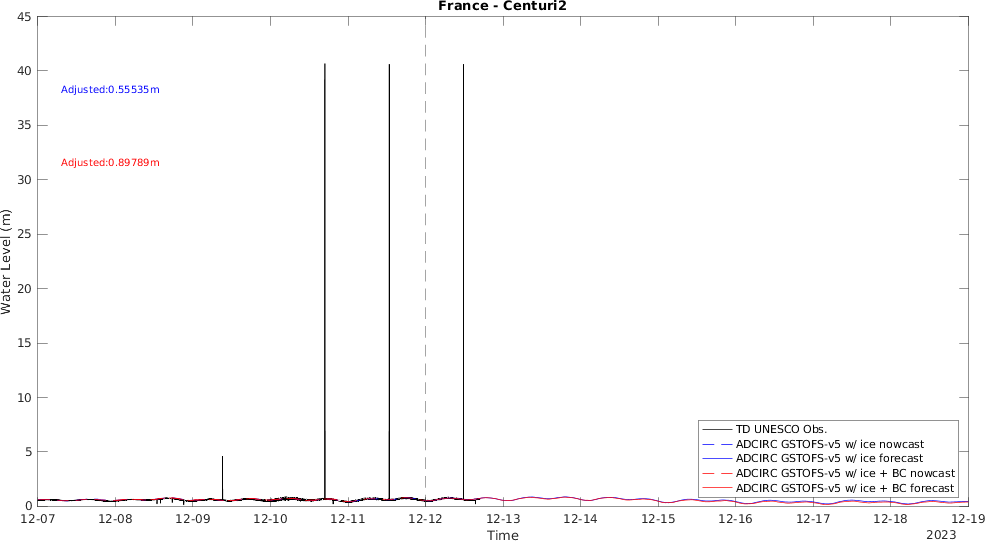 France - Centuri2
45
40
35
30
25
20
15
10
5
0
Water Level (m)
Adjusted:0.55535m
Adjusted:0.89789m
TD UNESCO Obs.
ADCIRC GSTOFS-v5 w/ ice nowcast
ADCIRC GSTOFS-v5 w/ ice forecast
ADCIRC GSTOFS-v5 w/ ice + BC nowcast
ADCIRC GSTOFS-v5 w/ ice + BC forecast
12-07 12-08 12-09 12-10 12-11 12-12 12-13 12-14 12-15 12-16 12-17 12-18 12-19
Time
2023